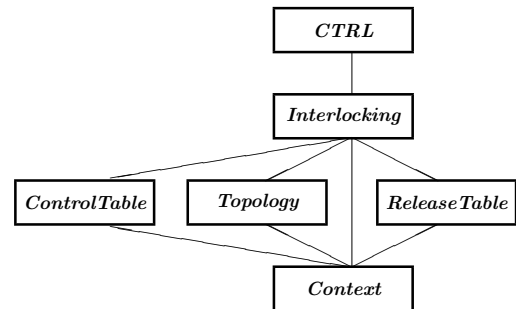 CTRL
Interlocking
ControlTable
Topology
ReleaseTable
Context